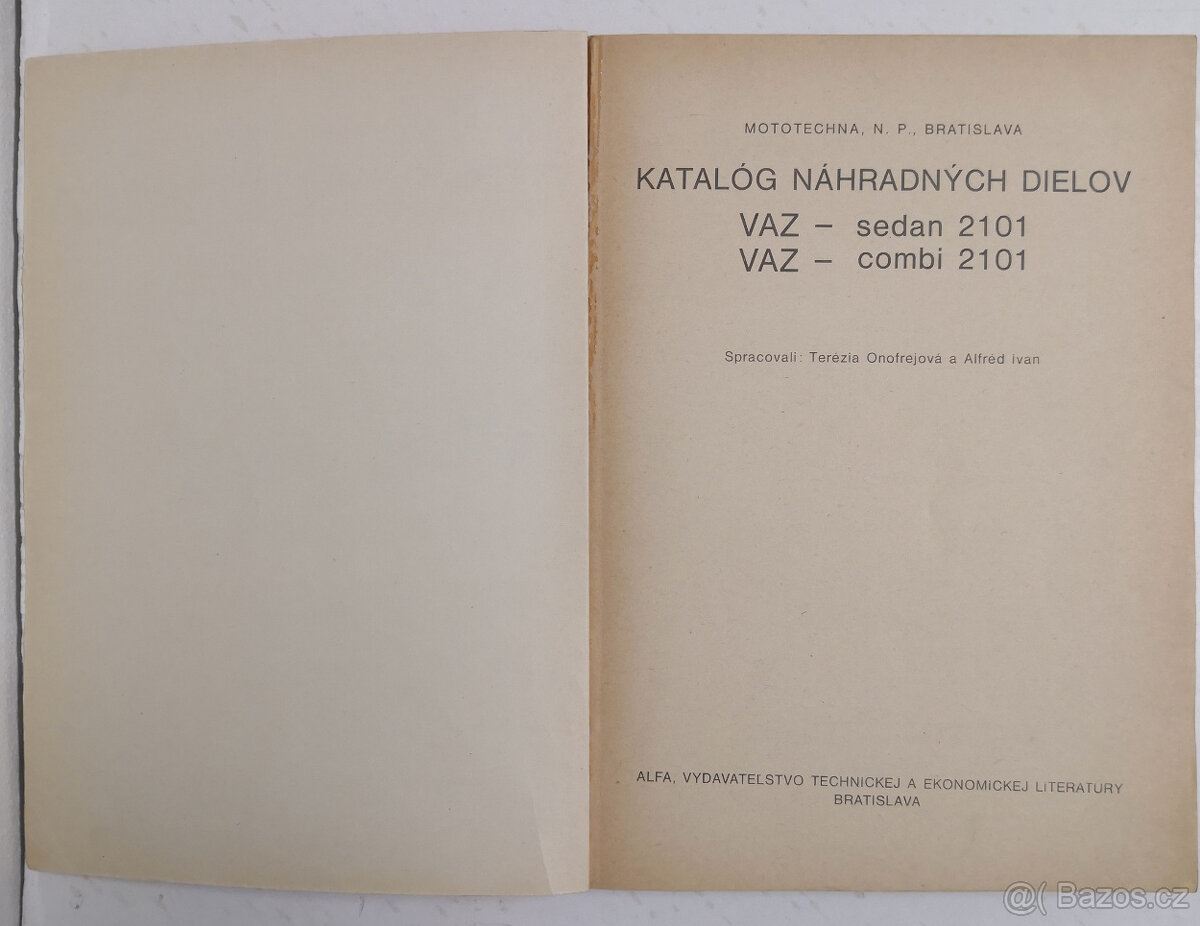 MOTOTECHNA, N. P., BRATISLAVA
KATALÓG NÁHRADNÝCH DIELOV
VAZ – sedan 2101
VAZ – combi 2101
Spracovali: Terézia Onofrejová a Alfréd Ivan
ALFA, VYDAVATEĽSTVO TECHNICKEJ A EKONOMICKEJ LITERATÚRY
BRATISLAVA
@( Bazos.cz